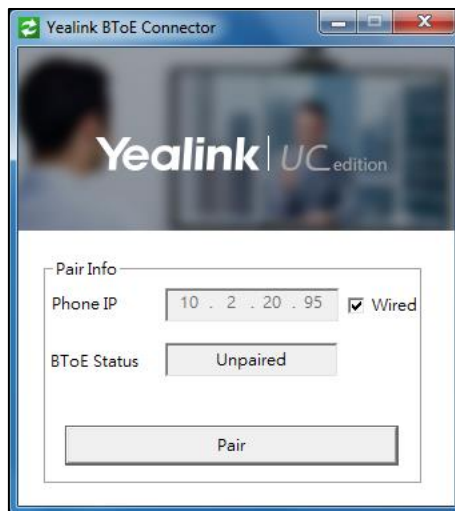 Yealink BToE Connector
Yealink | UC edition
Pair Info
Phone IP 10 . 2 . 20 . 95 Wired
BToE Status Unpaired
Pair